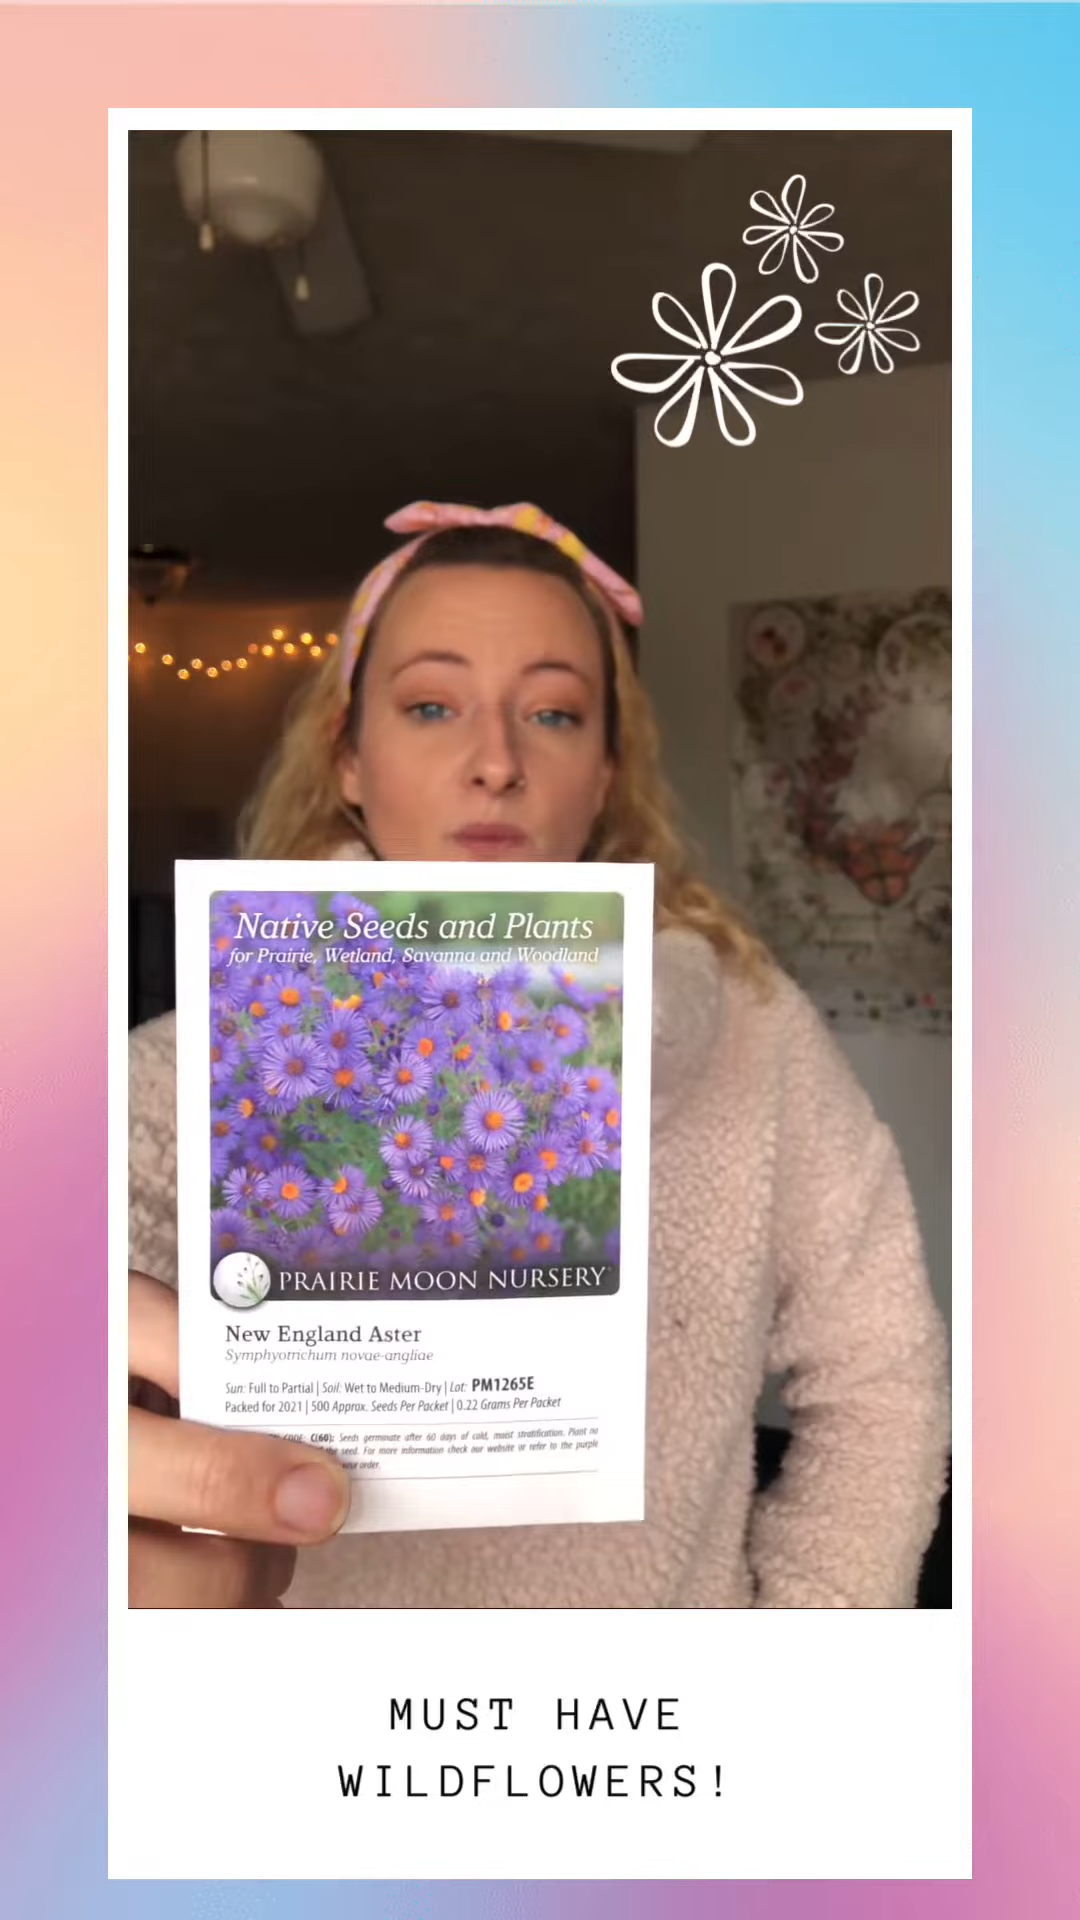 Native Seeds and Plants
for Prairie, Wetland, Savanna and Woodland
PRAIRIE MOON NURSERY
New England Aster
Symphyotrichum novae-angliae
Sun: Full to Partial | Soil: Wet to Medium-Dry | Lot: PM1265E
Packed for 2021 | 500 Approx. Seeds Per Packet | 0.22 Grams Per Packet
CODE: C(60): Seeds germinate after 60 days of cold, moist stratification. Plant no
the seed. For more information check our website or refer to the purple
your order.
MUST HAVE
WILDFLOWERS!